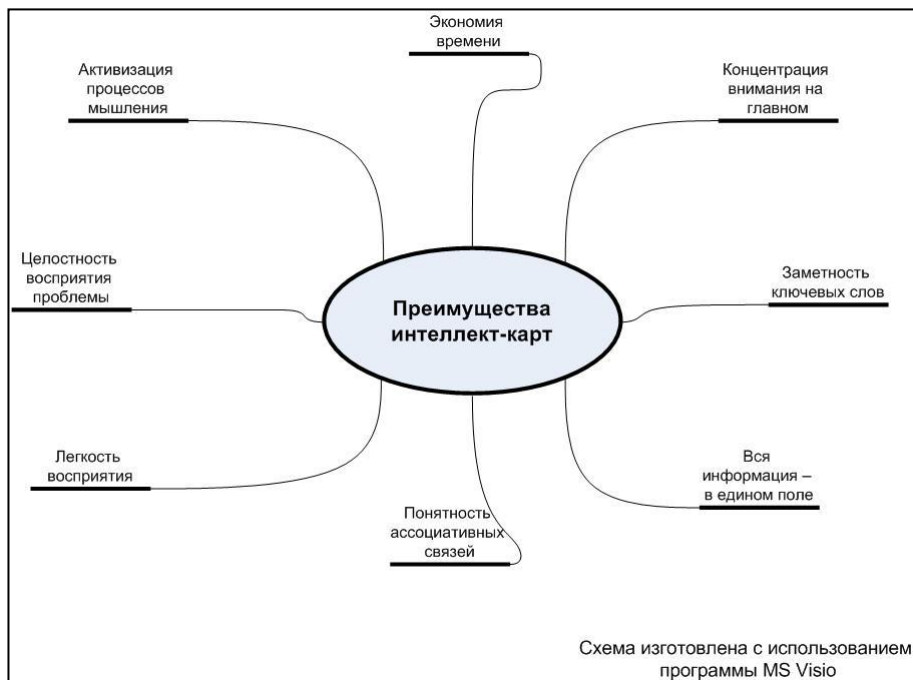 Экономия
времени
Активизация
процессов
мышления
Концентрация
внимания на
главном
Целостность
восприятия
проблемы
Преимущества
интеллект-карт
Заметность
ключевых слов
Легкость
восприятия
Понятность
ассоциативных
связей
Вся
информация –
в едином поле
Схема изготовлена с использованием
программы MS Visio